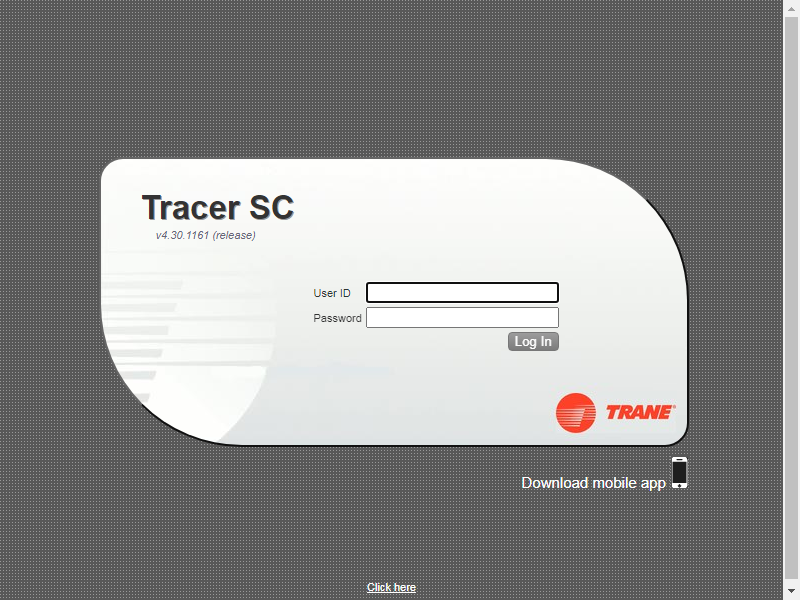 Tracer SC
v4.30.1161 (release)
User ID
Password
Log In
TRANE®
Download mobile app
Click here